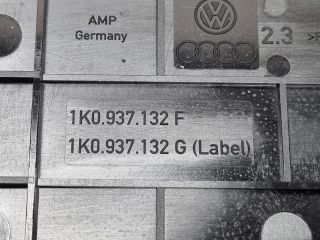 AMP
Germany
2.3
1K0.937.132 F
1K0.937.132 G (Label)